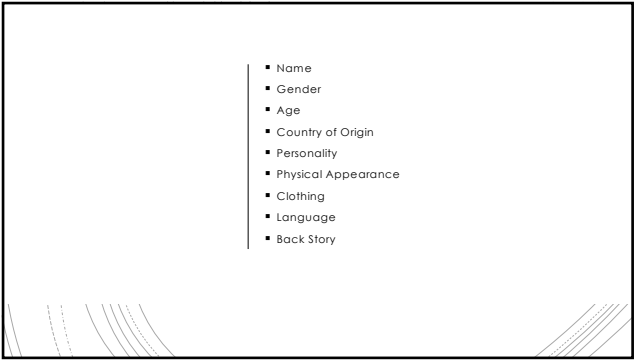 Name
Gender
Age
Country of Origin
Personality
Physical Appearance
Clothing
Language
Back Story